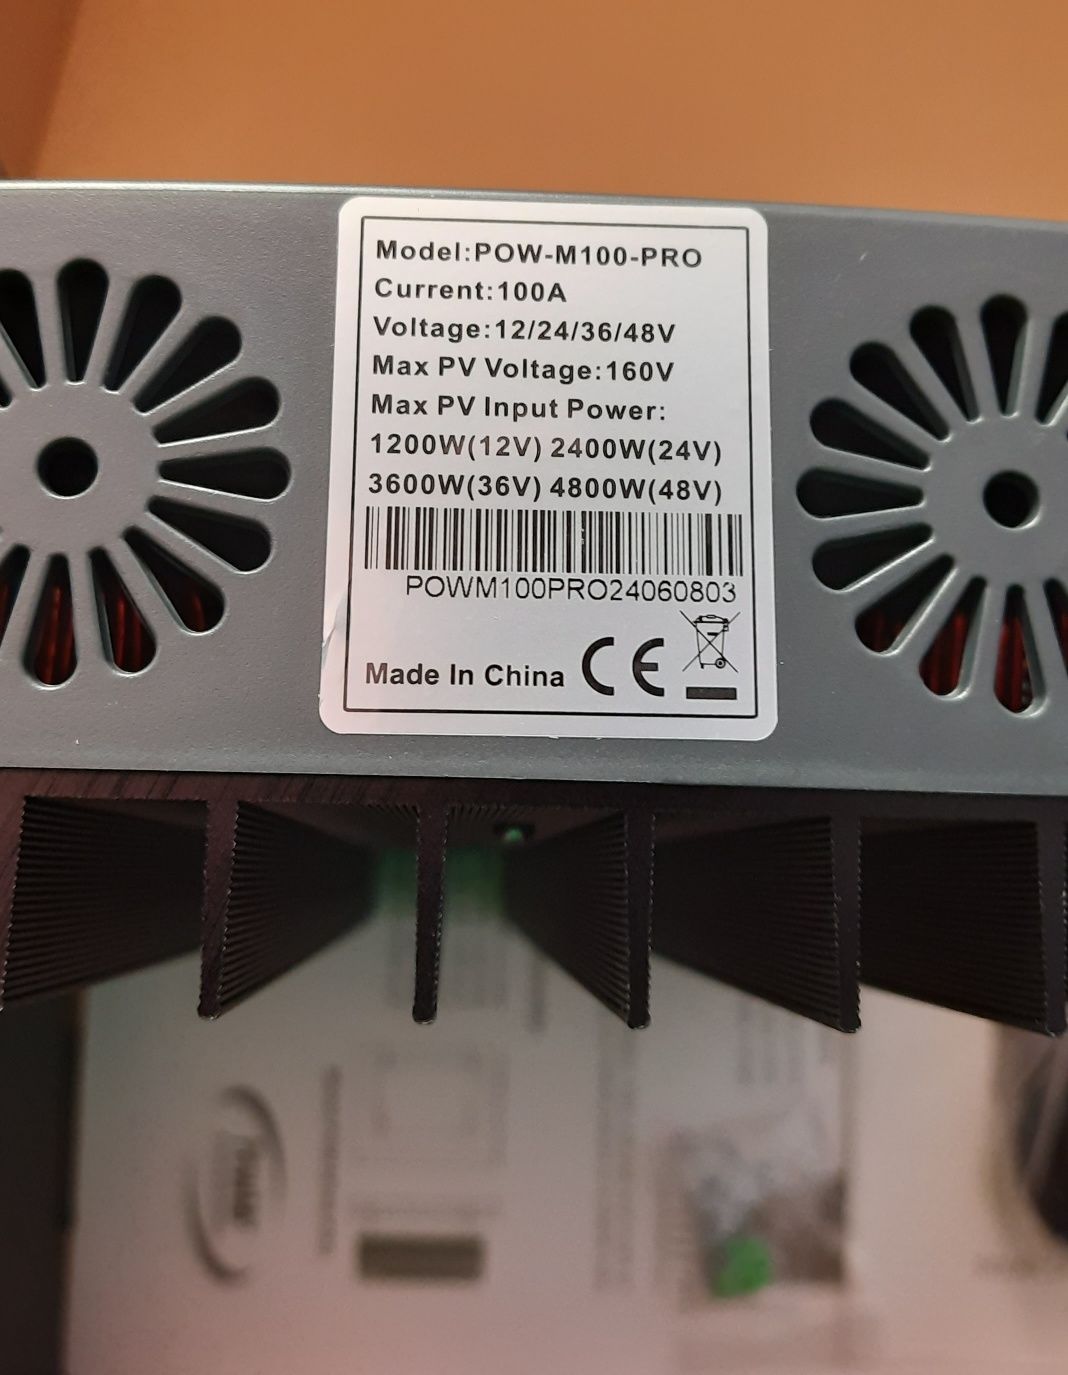 Model:POW-M100-PRO
Current:100A
Voltage:12/24/36/48V
Max PV Voltage:160V
Max PV Input Power:
1200W(12V) 2400W(24V)
3600W(36V) 4800W(48V)
POWM100PRO24060803
Made In China CE